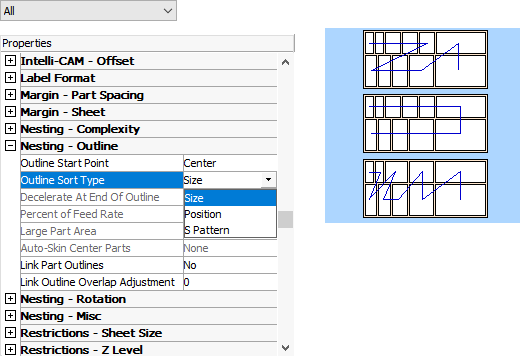 All
Properties
Intelli-CAM - Offset
Label Format
Margin - Part Spacing
Margin - Sheet
Nesting - Complexity
Nesting - Outline
Outline Start Point Center
Outline Sort Type Size
Decelerate At End Of Outline Size
Percent of Feed Rate Position
Large Part Area S Pattern
Auto-Skin Center Parts None
Link Part Outlines No
Link Outline Overlap Adjustment 0
Nesting - Rotation
Nesting - Misc
Restrictions - Sheet Size
Restrictions - Z Level